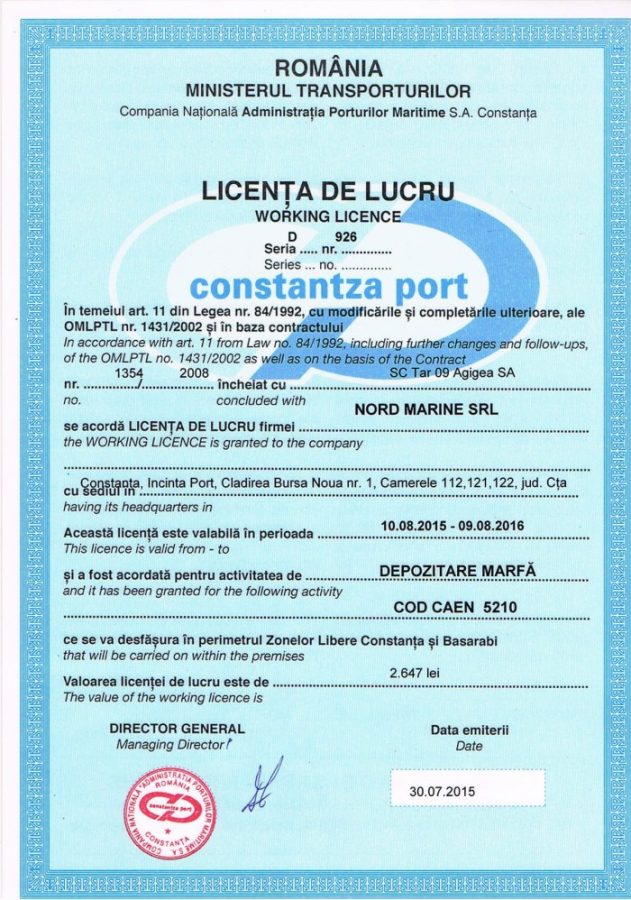 ROMÂNIA
MINISTERUL TRANSPORTURILOR
Compania Națională Administrația Porturilor Maritime S.A. Constanța
LICENȚA DE LUCRU
WORKING LICENCE
D 926
Seria ..... nr. .............
Series ... no. .............
constantza port
În temeiul art. 11 din Legea nr. 84/1992, cu modificările și completările ulterioare, ale
OMLPTL nr. 1431/2002 și în baza contractului
In accordance with art. 11 from Law no. 84/1992, including further changes and follow-ups,
of the OMLPTL no. 1431/2002 as well as on the basis of the Contract
1354 2008 SC Tar 09 Agigea SA
nr. ............/............... încheiat cu ...............
no. concluded with
NORD MARINE SRL
se acordă LICENȚA DE LUCRU firmei ...............
the WORKING LICENCE is granted to the company
Constanta, Incinta Port, Cladirea Bursa Noua nr. 1, Camerele 112,121,122, jud. Cța
cu sediul în ...............
having its headquarters in
10.08.2015 - 09.08.2016
Această licență este valabilă în perioada ...............
This licence is valid from - to
DEPOZITARE MARFĂ
și a fost acordată pentru activitatea de ...............
and it has been granted for the following activity
COD CAEN 5210
ce se va desfășura în perimetrul Zonelor Libere Constanța și Basarabi
that will be carried on within the premises
2.647 lei
Valoarea licenței de lucru este de ...............
The value of the working licence is
DIRECTOR GENERAL
Managing Director
Data emiterii
Date
30.07.2015
COMPANIA NAȚIONALĂ "ADMINISTRAȚIA PORTURILOR MARITIME" S.A.
ROMÂNIA
constantza port
CONSTANȚA